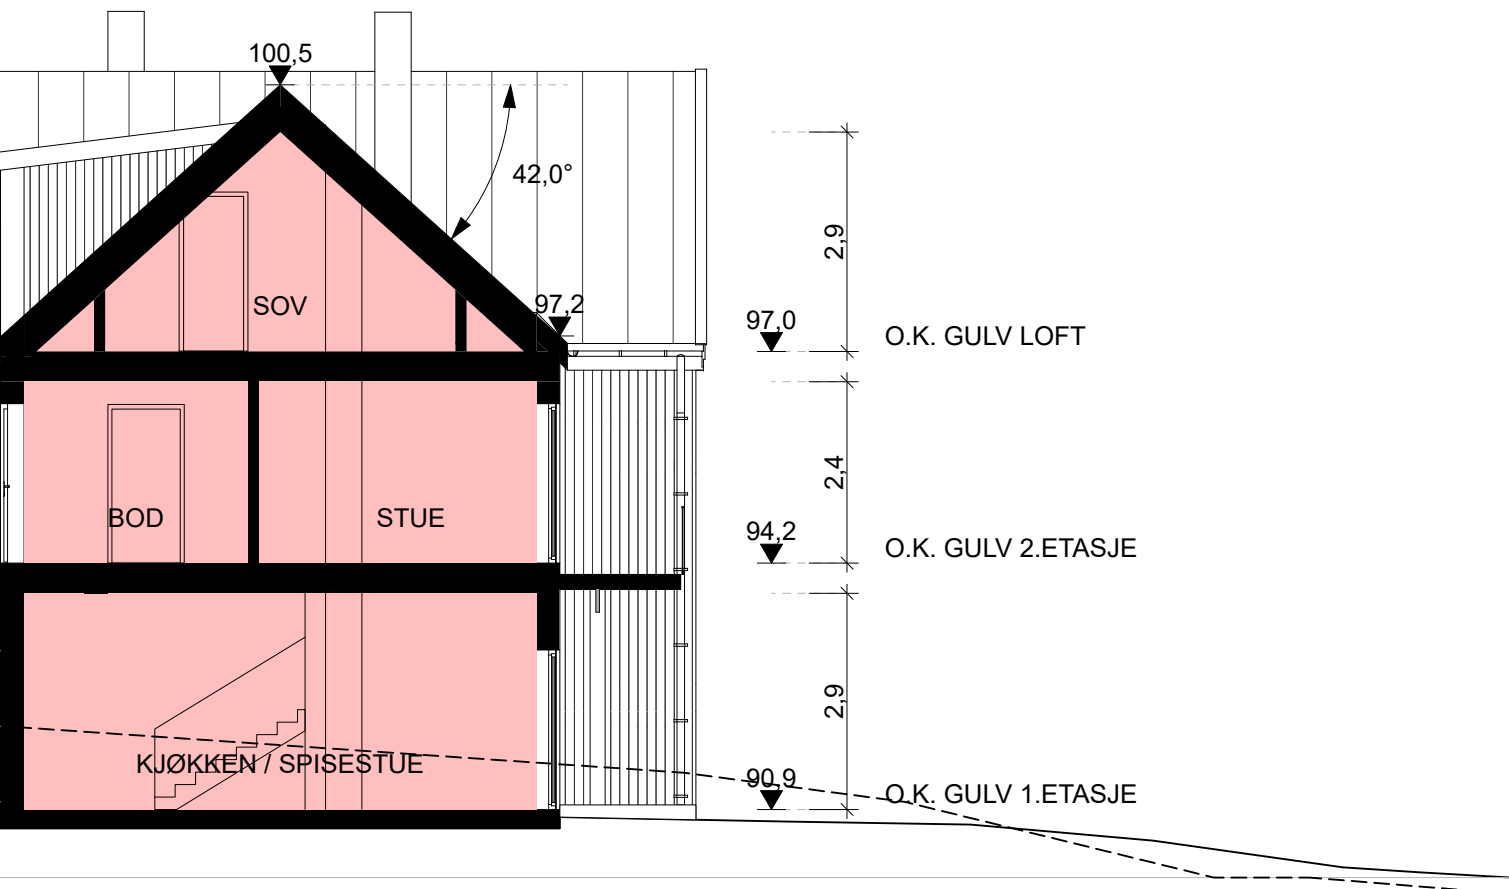 100,5
42,0°
2,9
SOV
97,2
97,0
O.K. GULV LOFT
2,4
BOD
STUE
94,2
O.K. GULV 2.ETASJE
2,9
KJØKKEN / SPISESTUE
90,9
O.K. GULV 1.ETASJE